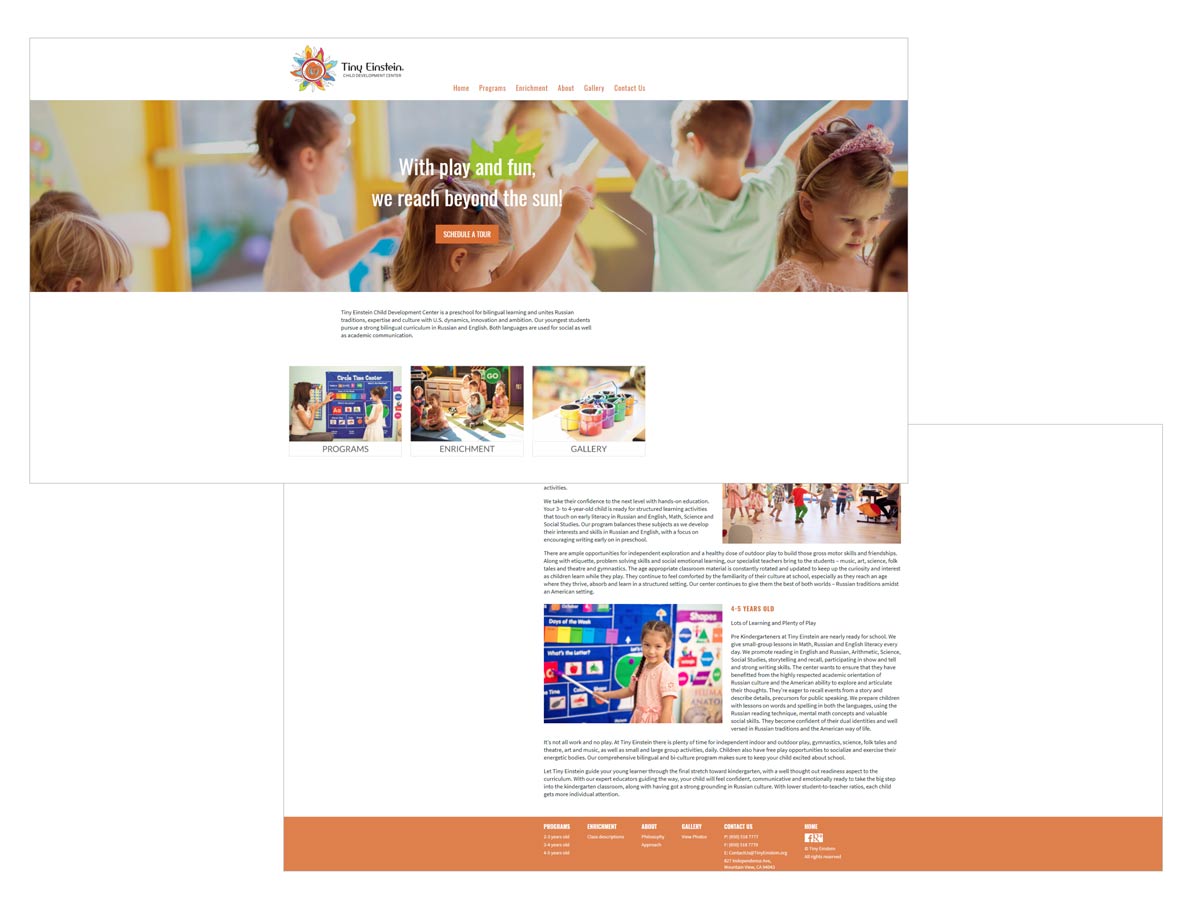 Tiny Einstein.
CHILD DEVELOPMENT CENTER
Home Programs Enrichment About Gallery Contact Us
With play and fun,
we reach beyond the sun!
SCHEDULE A TOUR
Tiny Einstein Child Development Center is a preschool for bilingual learning and unites Russian
traditions, expertise and culture with U.S. dynamics, innovation and ambition. Our youngest students
pursue a strong bilingual curriculum in Russian and English. Both languages are used for social as well
as academic communication.
Circle Time Center
GO
PROGRAMS
ENRICHMENT
GALLERY
activities.
We take their confidence to the next level with hands-on education.
Your 3- to 4-year-old child is ready for structured learning activities
that touch on early literacy in Russian and English, Math, Science and
Social Studies. Our program balances these subjects as we develop
their interests and skills in Russian and English, with a focus on
encouraging writing early on in preschool.
There are ample opportunities for independent exploration and a healthy dose of outdoor play to build those gross motor skills and friendships.
Along with etiquette, problem solving skills and social emotional learning, our specialist teachers bring to the students – music, art, science, folk
tales and theatre and gymnastics. The age appropriate classroom material is constantly rotated and updated to keep up the curiosity and interest
as children learn while they play. They continue to feel comforted by the familiarity of their culture at school, especially as they reach an age
where they thrive, absorb and learn in a structured setting. Our center continues to give them the best of both worlds – Russian traditions amidst
an American setting.
October
Days of the Week
What's the Letter?
Color
Shape
Shapes
4-5 YEARS OLD
Lots of Learning and Plenty of Play
Pre Kindergarteners at Tiny Einstein are nearly ready for school. We
give small-group lessons in Math, Russian and English literacy every
day. We promote reading in English and Russian, Arithmetic, Science,
Social Studies, storytelling and recall, participating in show and tell
and strong writing skills. The center wants to ensure that they have
benefitted from the highly respected academic orientation of
Russian culture and the American ability to explore and articulate
their thoughts. They're eager to recall events from a story and
describe details, precursors for public speaking. We prepare children
with lessons on words and spelling in both the languages, using the
Russian reading technique, mental math concepts and valuable
social skills. They become confident of their dual identities and well
versed in Russian traditions and the American way of life.
It's not all work and no play. At Tiny Einstein there is plenty of time for independent indoor and outdoor play, gymnastics, science, folk tales and
theatre, art and music, as well as small and large group activities, daily. Children also have free play opportunities to socialize and exercise their
energetic bodies. Our comprehensive bilingual and bi-culture program makes sure to keep your child excited about school.
Let Tiny Einstein guide your young learner through the final stretch toward kindergarten, with a well thought out readiness aspect to the
curriculum. With our expert educators guiding the way, your child will feel confident, communicative and emotionally ready to take the big step
into the kindergarten classroom, along with having got a strong grounding in Russian culture. With lower student-to-teacher ratios, each child
gets more individual attention.
PROGRAMS
2-3 years old
3-4 years old
4-5 years old
ENRICHMENT
Class descriptions
ABOUT
Philosophy
Approach
GALLERY
View Photos
CONTACT US
P: (650) 318 7777
F: (650) 318 7779
E: ContactUs@TinyEinstein.org
827 Independence Ave,
Mountain View, CA 94043
HOME
© Tiny Einstein
All rights reserved